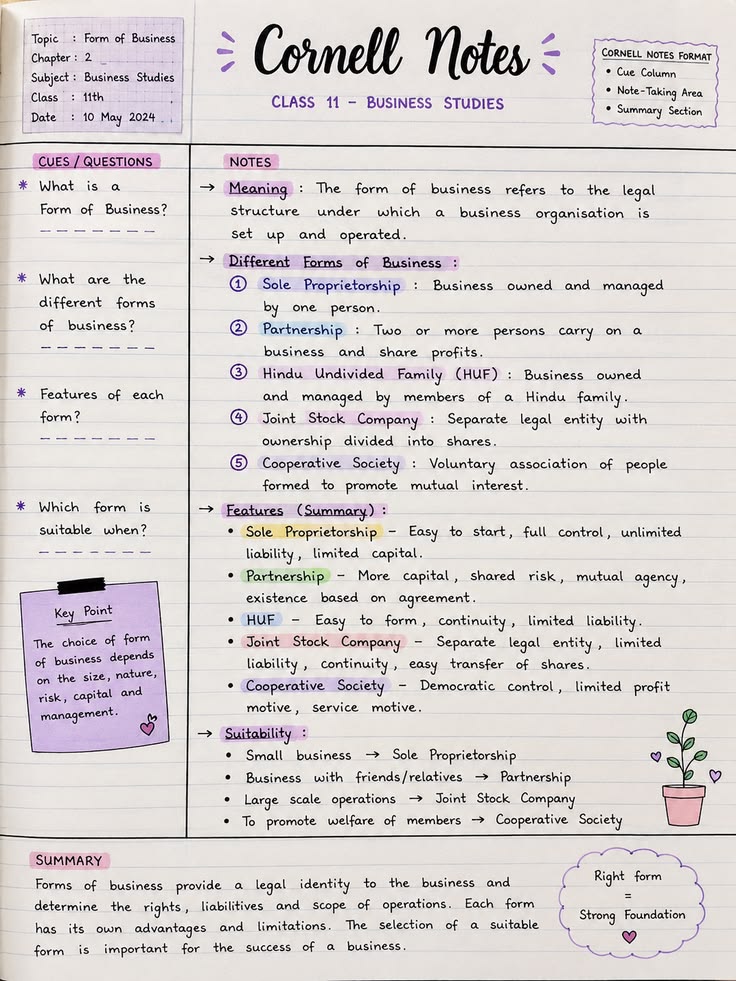 Topic : Form of Business
Chapter : 2
Subject : Business Studies
Class : 11th
Date : 10 May 2024
Cornell Notes
CLASS 11 – BUSINESS STUDIES
CORNELL NOTES FORMAT
• Cue Column
• Note-Taking Area
• Summary Section
CUES / QUESTIONS
* What is a
Form of Business?
* What are the
different forms
of business?
* Features of each
form?
* Which form is
suitable when?
Key Point
The choice of form
of business depends
on the size, nature,
risk, capital and
management.
NOTES
→ Meaning : The form of business refers to the legal
structure under which a business organisation is
set up and operated.
→ Different Forms of Business :
① Sole Proprietorship : Business owned and managed
by one person.
② Partnership : Two or more persons carry on a
business and share profits.
③ Hindu Undivided Family (HUF) : Business owned
and managed by members of a Hindu family.
④ Joint Stock Company : Separate legal entity with
ownership divided into shares.
⑤ Cooperative Society : Voluntary association of people
formed to promote mutual interest.
→ Features (Summary) :
• Sole Proprietorship – Easy to start, full control, unlimited
liability, limited capital.
• Partnership – More capital, shared risk, mutual agency,
existence based on agreement.
• HUF – Easy to form, continuity, limited liability.
• Joint Stock Company – Separate legal entity, limited
liability, continuity, easy transfer of shares.
• Cooperative Society – Democratic control, limited profit
motive, service motive.
→ Suitability :
• Small business → Sole Proprietorship
• Business with friends/relatives → Partnership
• Large scale operations → Joint Stock Company
• To promote welfare of members → Cooperative Society
SUMMARY
Forms of business provide a legal identity to the business and
determine the rights, liabilitives and scope of operations. Each form
has its own advantages and limitations. The selection of a suitable
form is important for the success of a business.
Right form
=
Strong Foundation